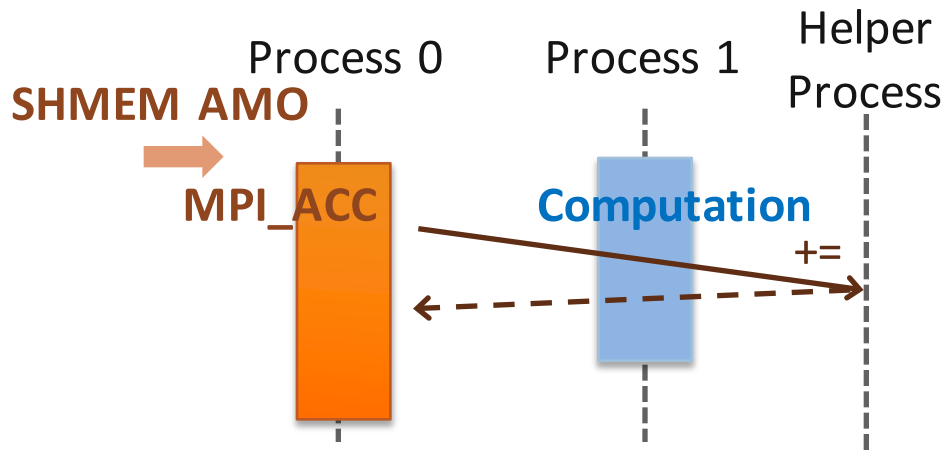 Helper
Process 0 Process 1
Process
SHMEM AMO
MPI_ACC Computation
+=